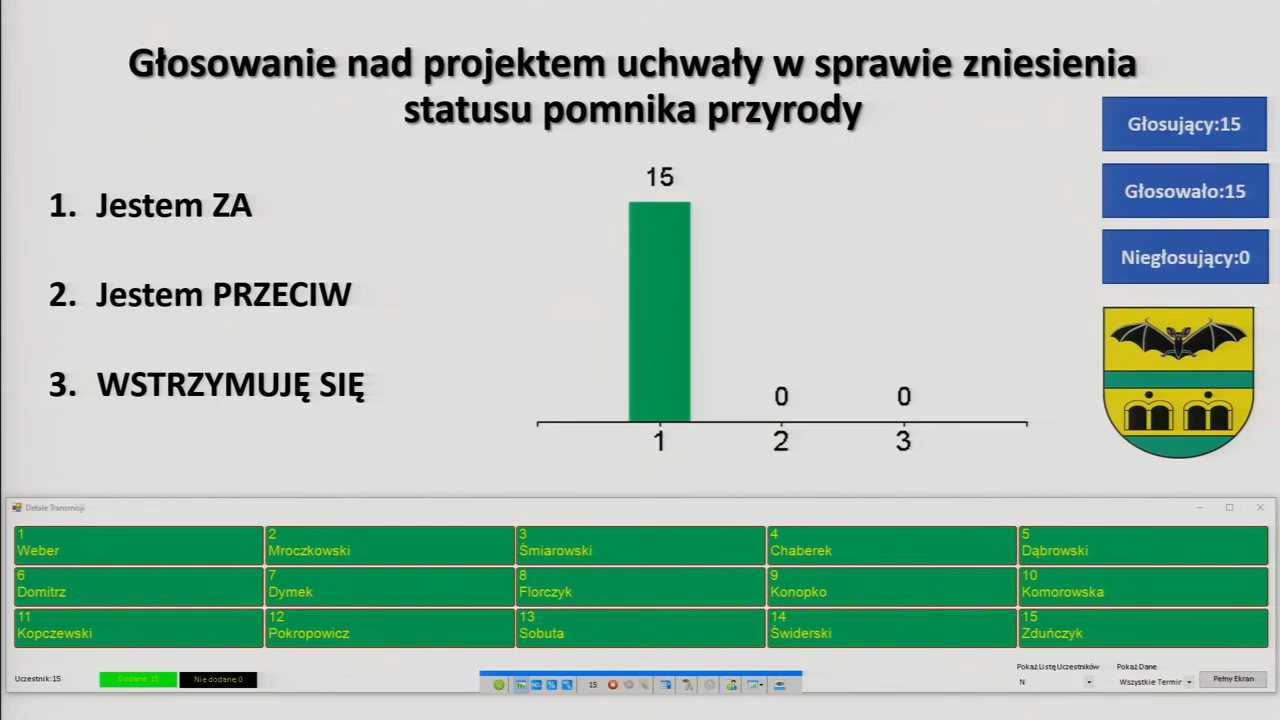 Głosowanie nad projektem uchwały w sprawie zniesienia
statusu pomnika przyrody
Głosujący:15
Głosowało:15
Niegłosujący:0
1. Jestem ZA
2. Jestem PRZECIW
3. WSTRZYMUJĘ SIĘ
15
0
0
1
2
3
Detale Transmisji
1
Weber
2
Mroczkowski
3
Śmiarowski
4
Chaberek
5
Dąbrowski
6
Domitrz
7
Dymek
8
Florczyk
9
Konopko
10
Komorowska
11
Kopczewski
12
Pokropowicz
13
Sobuta
14
Świderski
15
Zduńczyk
Uczestnik:15
Dodane: 15
Nie dodane:0
15
Pokaż Listę Uczestników
N
Pokaż Dane
Wszystkie Termir
Pełny Ekran